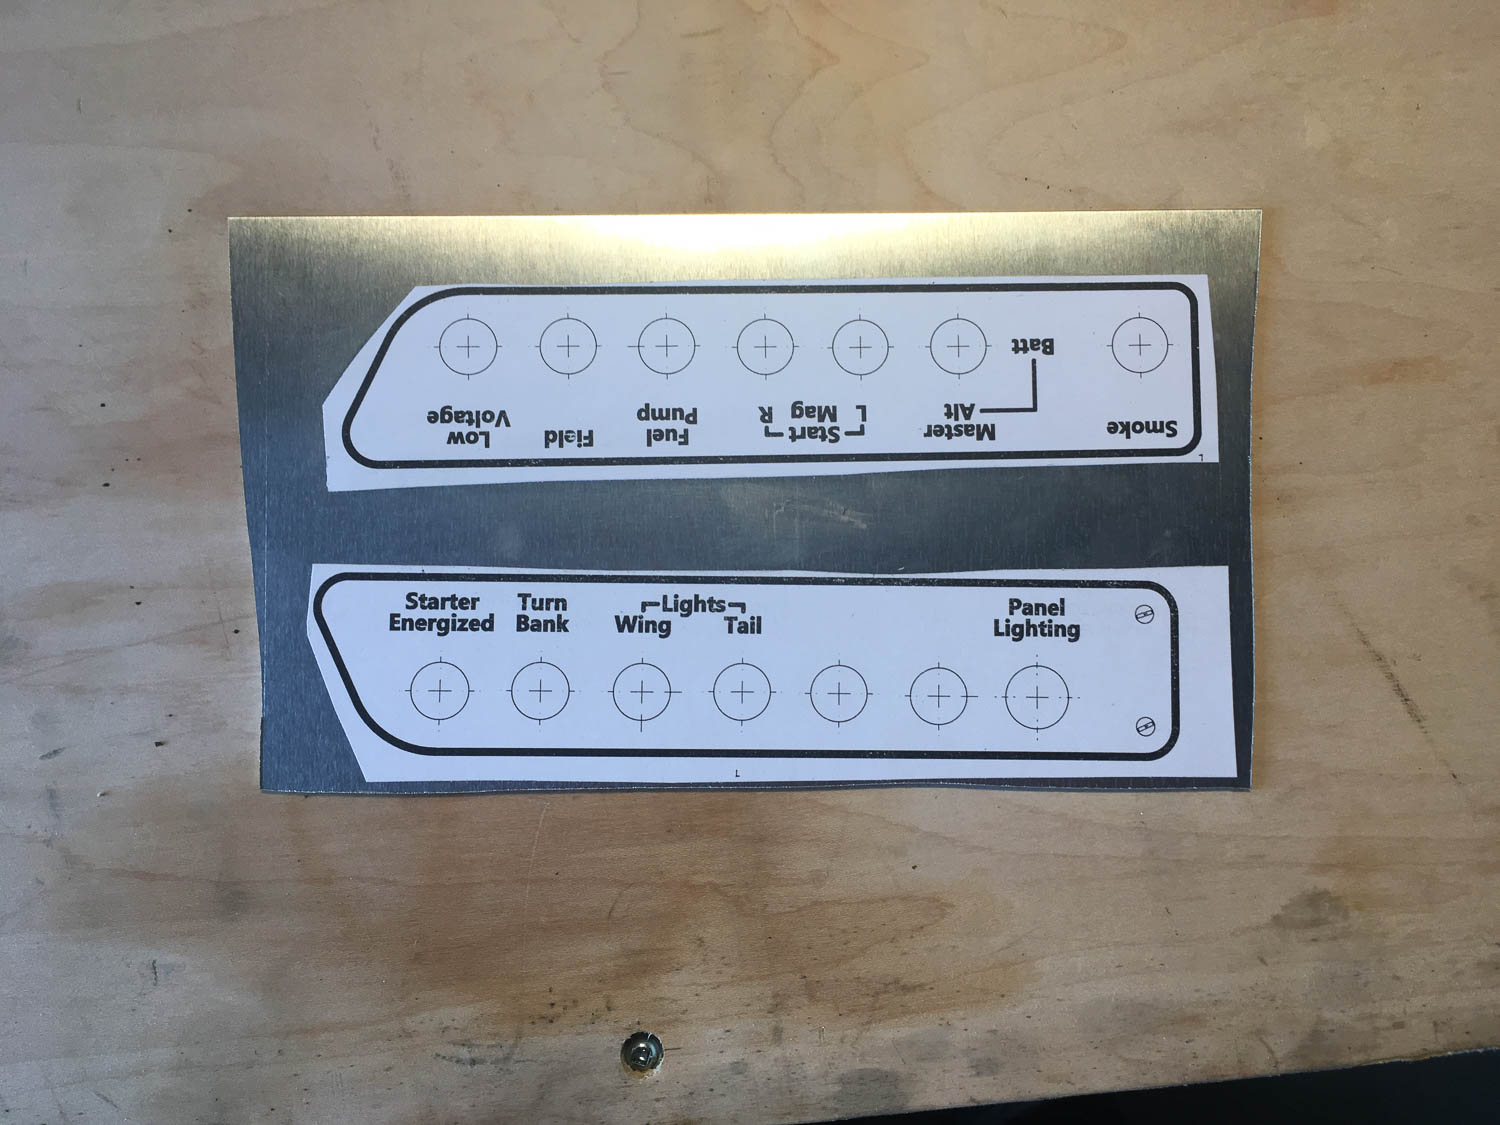 Smoke
Master
Alt
Batt
Start
L Mag R
Fuel
Pump
Field
Low
Voltage
Starter
Energized
Turn
Bank
Lights
Wing Tail
Panel
Lighting